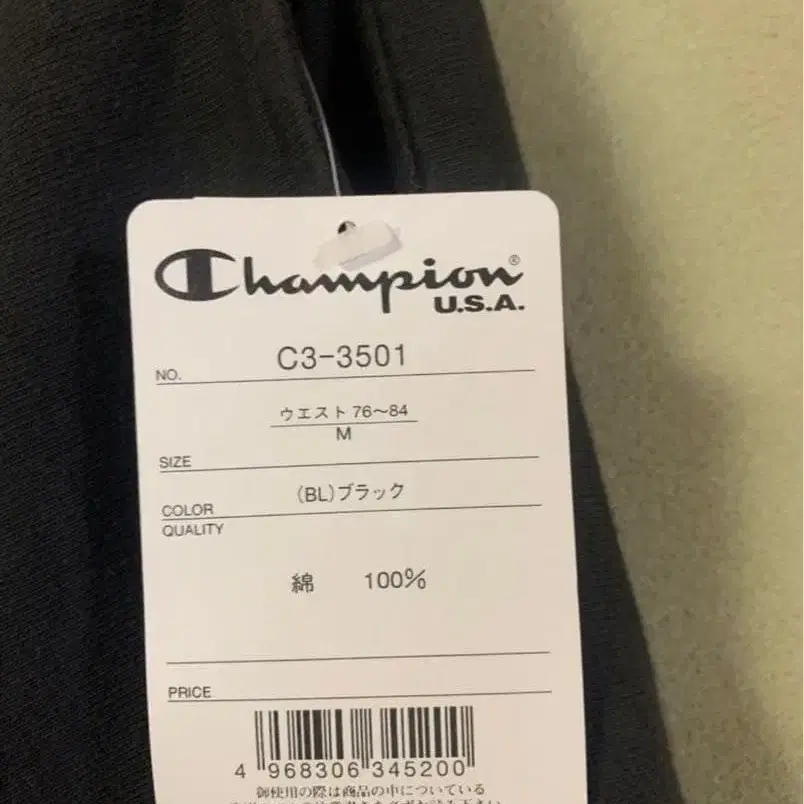 Champion®
U.S.A.
NO. C3-3501
ウエスト 76〜84
M
SIZE
COLOR (BL)ブラック
QUALITY
綿 100%
PRICE
4 968306 345200
御使用の際は商品の中についている